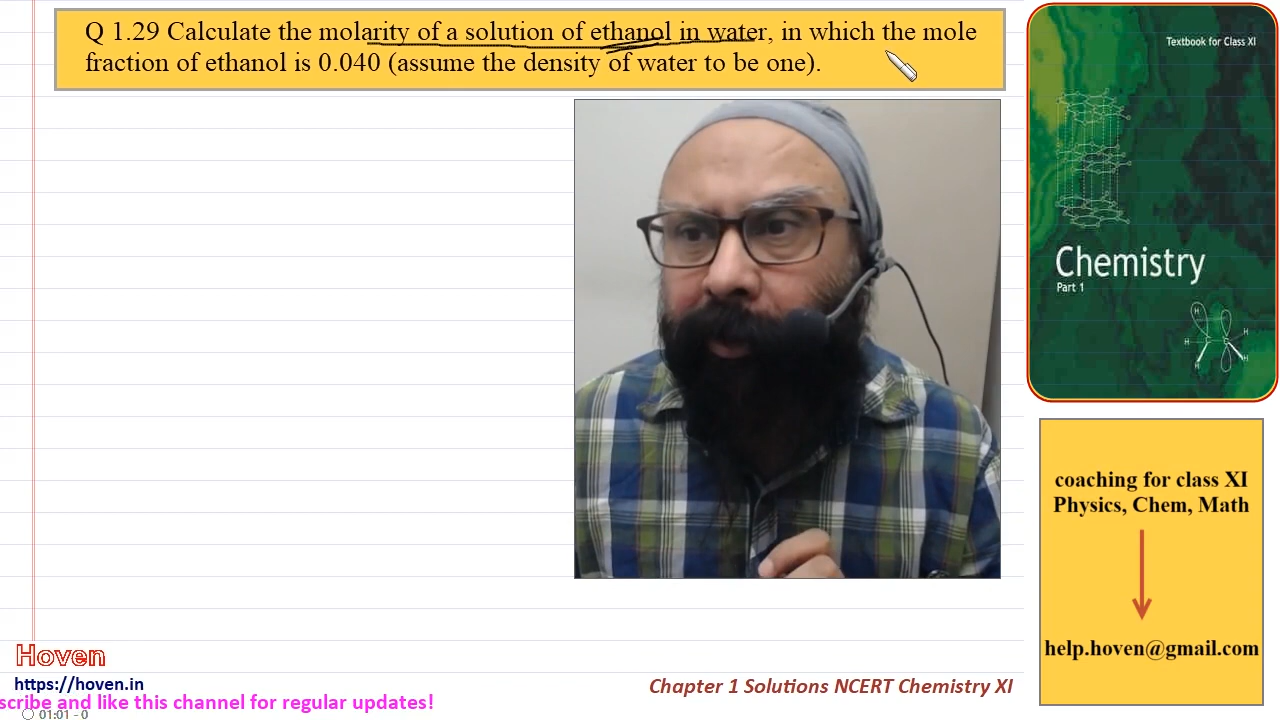 Q 1.29 Calculate the molarity of a solution of ethanol in water, in which the mole
fraction of ethanol is 0.040 (assume the density of water to be one).
Textbook for Class XI
Chemistry
Part 1
H
H
C
C
H
H
H
coaching for class XI
Physics, Chem, Math
help.hoven@gmail.com
Hoven
https://hoven.in
Chapter 1 Solutions NCERT Chemistry XI
scribe and like this channel for regular updates!
01:01 - 0